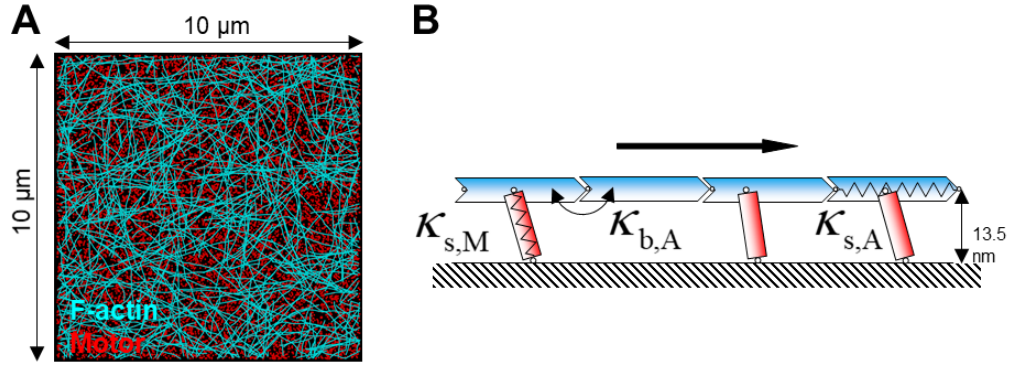 A
10 µm
10 µm
F-actin
Motor
B
κs,M
κb,A
κs,A
13.5
nm